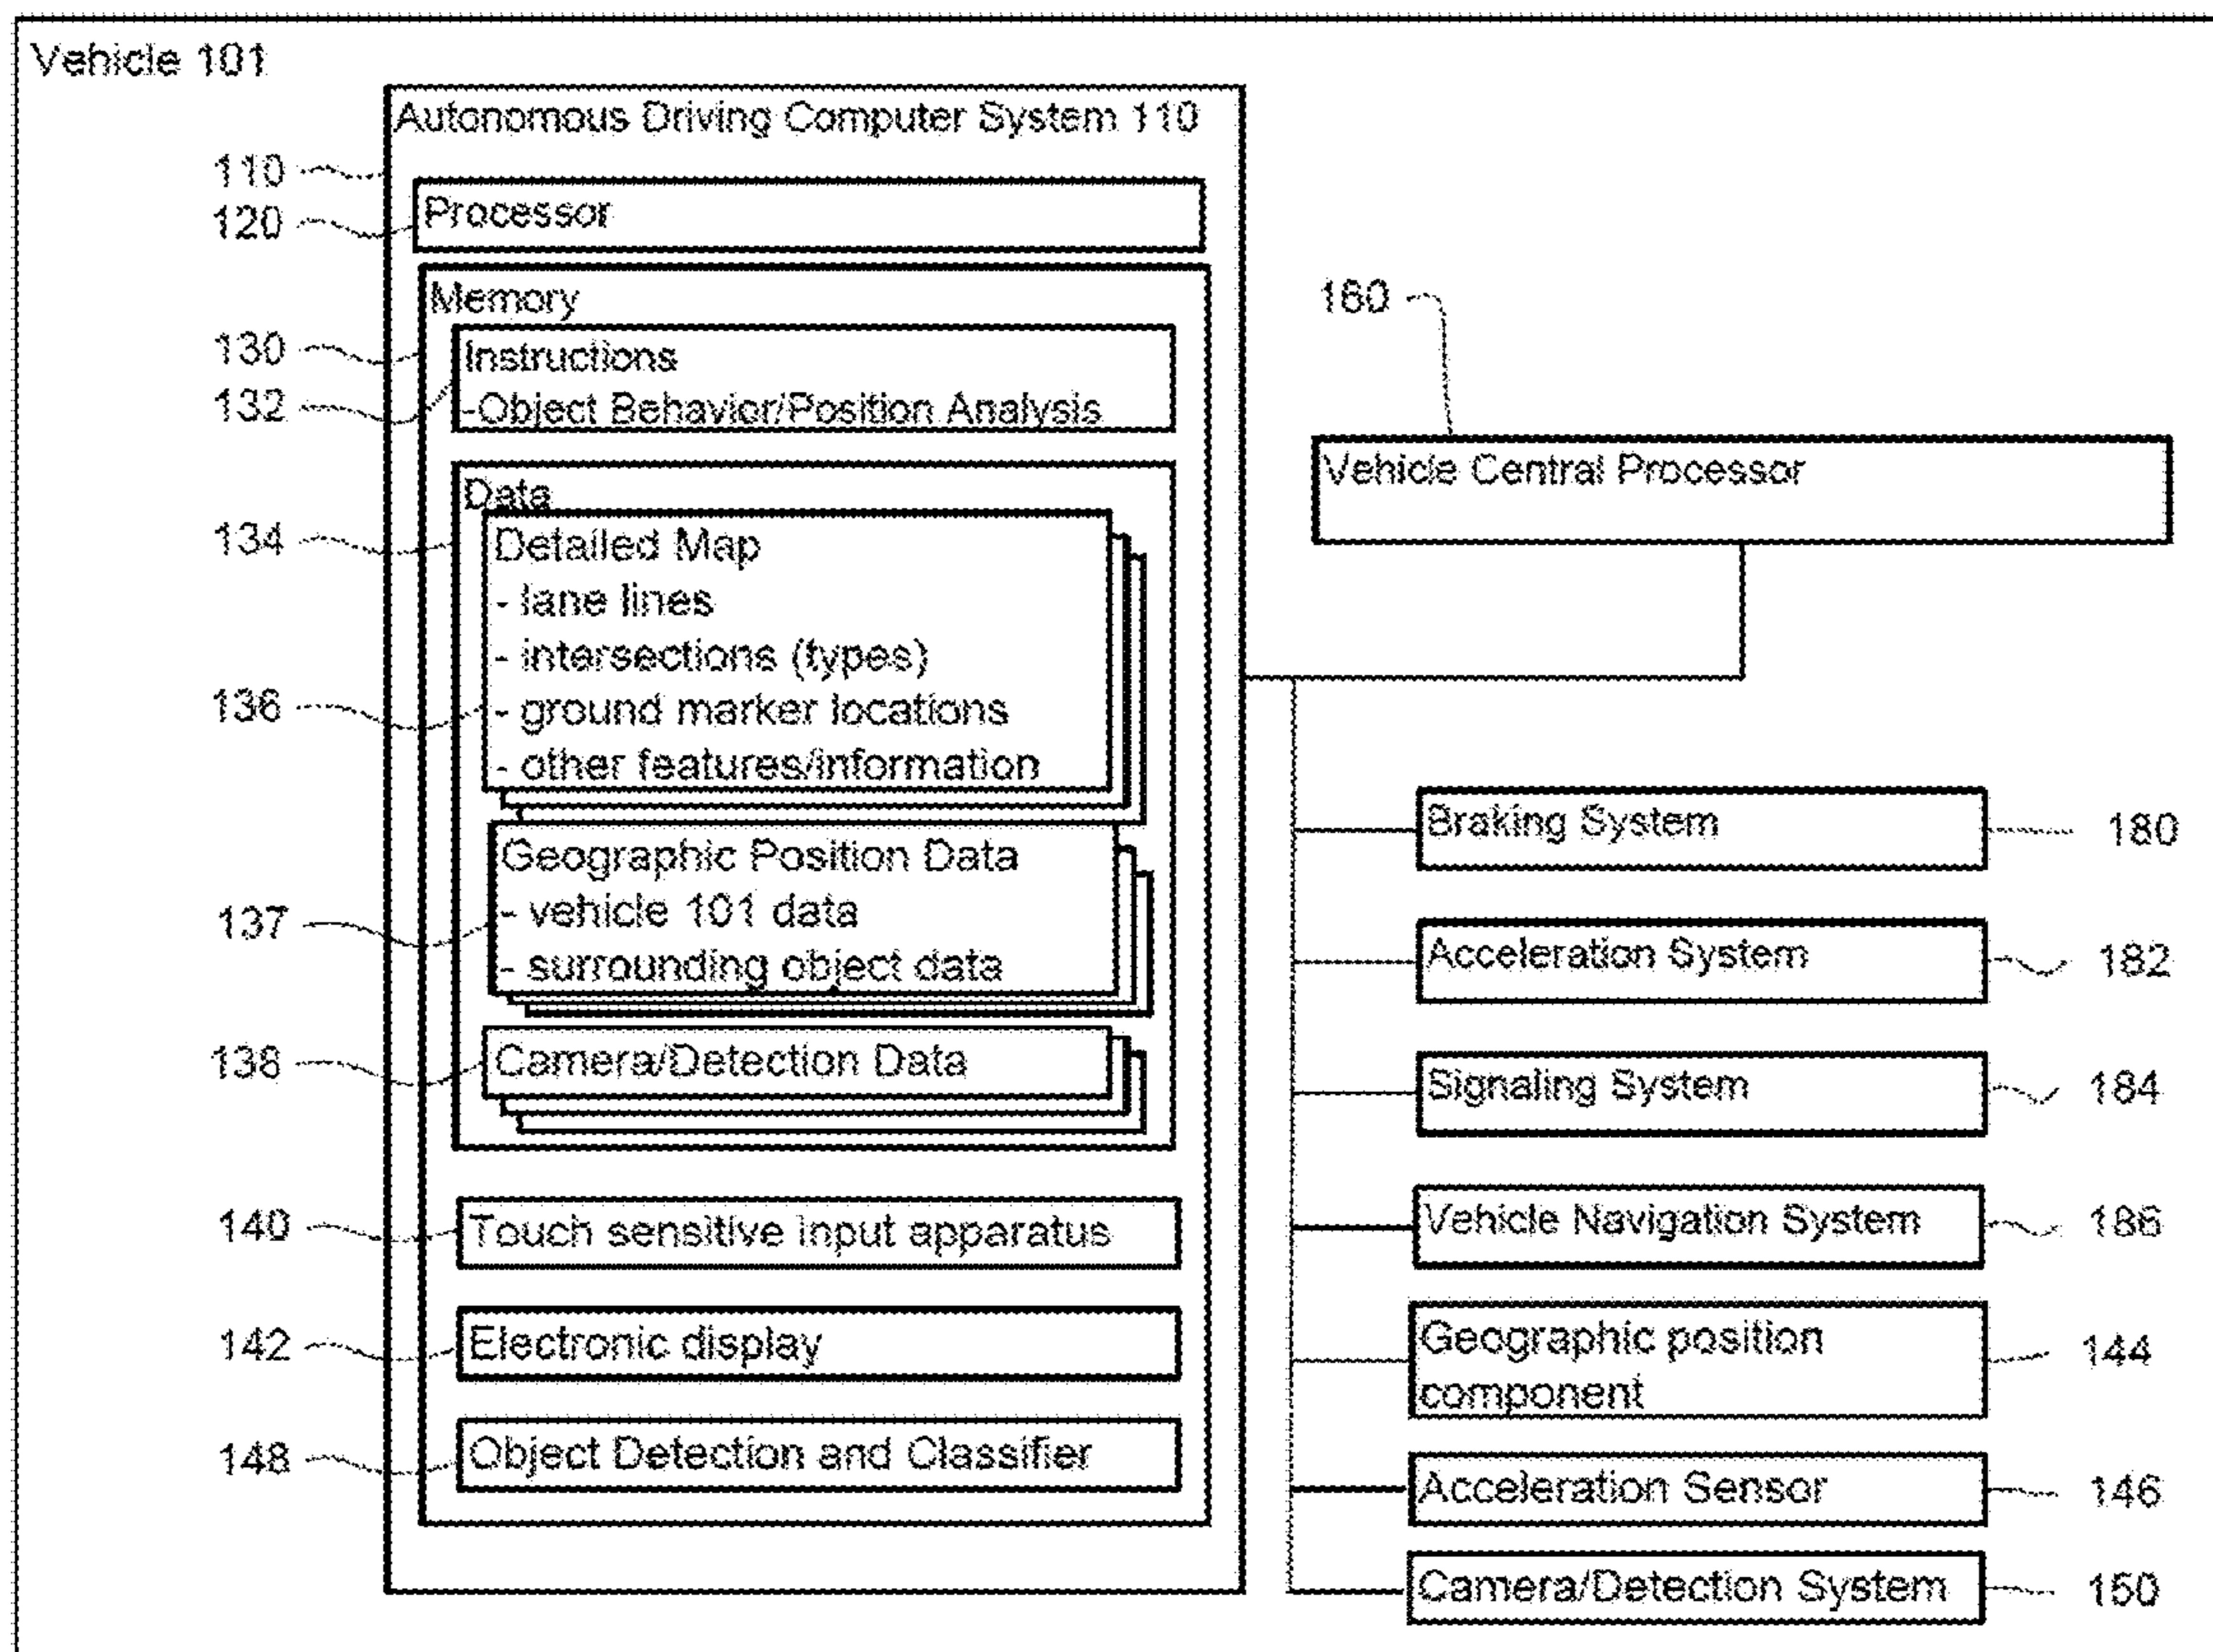 Vehicle 101
Autonomous Driving Computer System 110
110
Processor
120
Memory
130
Instructions
132
-Object Behavior/Position Analysis
Data
134
Detailed Map
- lane lines
- intersections (types)
136
- ground marker locations
- other features/information
Geographic Position Data
137
- vehicle 101 data
- surrounding object data
138
Camera/Detection Data
140
Touch sensitive input apparatus
142
Electronic display
148
Object Detection and Classifier
160
Vehicle Central Processor
Braking System
180
Acceleration System
182
Signaling System
184
Vehicle Navigation System
186
Geographic position
component
144
Acceleration Sensor
146
Camera/Detection System
150